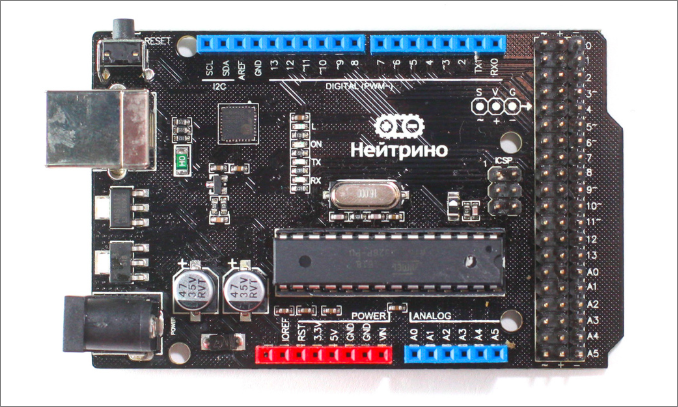 RESET
SCL
SDA
AREF
GND
13
12
~11
~10
~9
8
7
~6
~5
4
~3
2
TX1
RX0
I2C
DIGITAL (PWM~)
S V G
- + -
L
ON
TX
RX
Нейтрино
1 ICSP
16.000
47
35V
RVT
47
35V
RVT
POWER
ANALOG
IOREF
RST
3.3V
5V
GND
GND
VIN
A0
A1
A2
A3
A4
A5
- + -
0
2
3~
4
5~
6~
7
8
9~
10~
11~
12
13
A0
A1
A2
A3
A4
A5
- + -